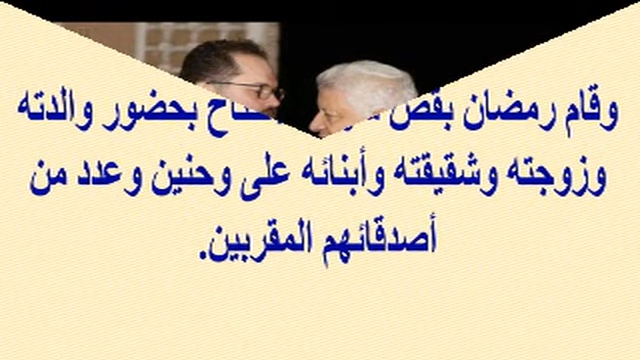 وقام رمضان بقص بحضور والدته
وزوجته وشقيقته وأبنائه على وحنين وعدد من
أصدقائهم المقربين.